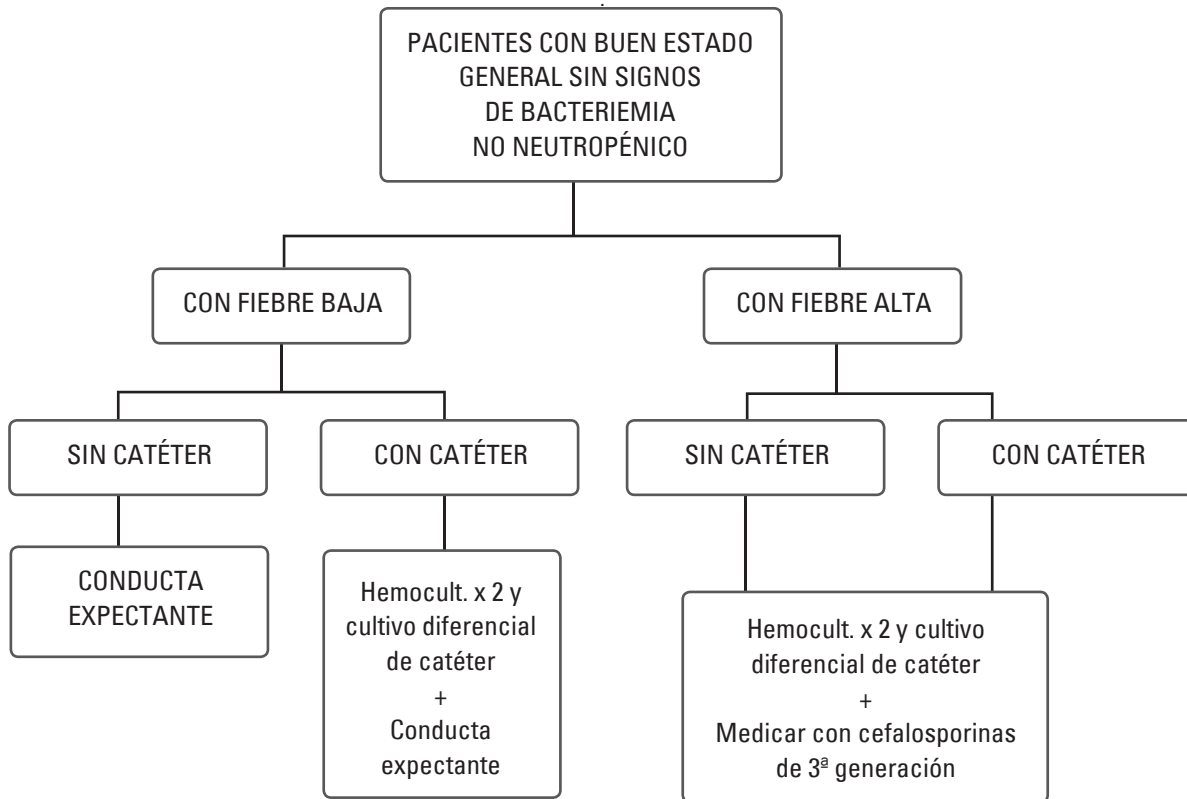 PACIENTES CON BUEN ESTADO
GENERAL SIN SIGNOS
DE BACTERIEMIA
NO NEUTROPÉNICO
CON FIEBRE BAJA
CON FIEBRE ALTA
SIN CATÉTER
CON CATÉTER
SIN CATÉTER
CON CATÉTER
CONDUCTA
EXPECTANTE
Hemocult. x 2 y
cultivo diferencial
de catéter
+
Conducta
expectante
Hemocult. x 2 y cultivo
diferencial de catéter
+
Medicar con cefalosporinas
de 3ª generación